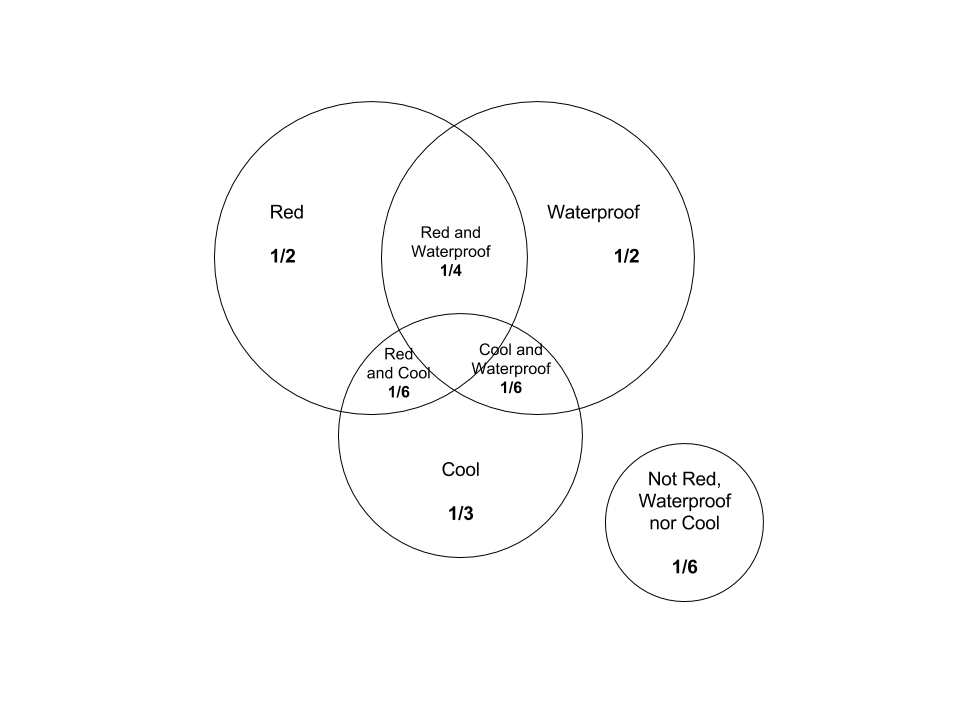 Red
1/2
Red and
Waterproof
1/4
Waterproof
1/2
Red
and Cool
1/6
Cool and
Waterproof
1/6
Cool
1/3
Not Red,
Waterproof
nor Cool
1/6